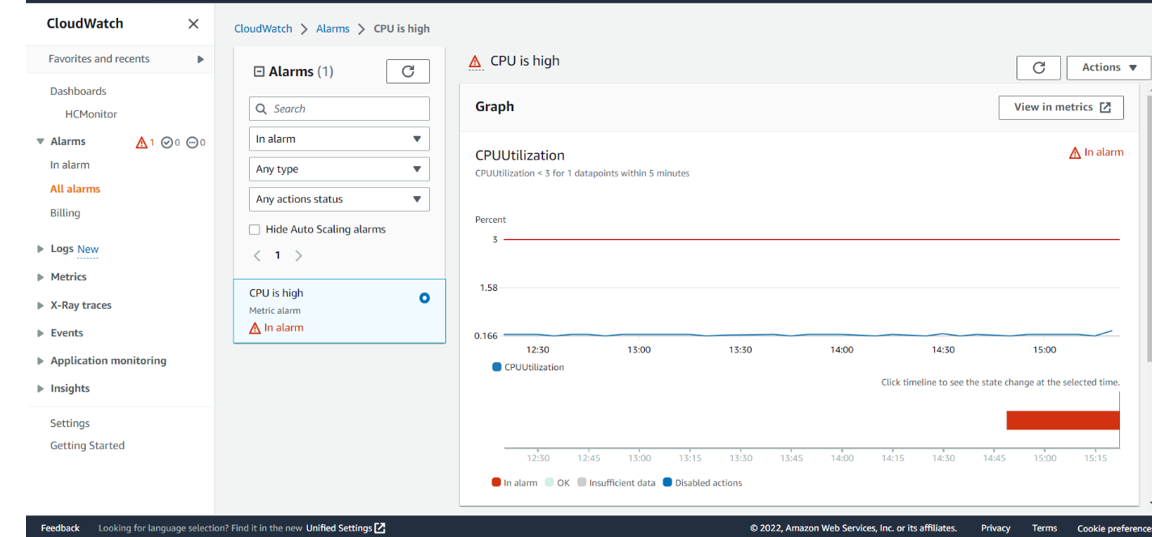 CloudWatch
Favorites and recents
Dashboards
HCMonitor
Alarms 1 0 0
In alarm
All alarms
Billing
Logs New
Metrics
X-Ray traces
Events
Application monitoring
Insights
Settings
Getting Started
CloudWatch > Alarms > CPU is high
Alarms (1)
Search
In alarm
Any type
Any actions status
Hide Auto Scaling alarms
< 1 >
CPU is high
Metric alarm
In alarm
CPU is high
Actions
Graph
View in metrics
CPUUtilization
In alarm
CPUUtilization < 3 for 1 datapoints within 5 minutes
Percent
3
1.58
0.166
12:30 13:00 13:30 14:00 14:30 15:00
CPUUtilization
Click timeline to see the state change at the selected time.
12:30 12:45 13:00 13:15 13:30 13:45 14:00 14:15 14:30 14:45 15:00 15:15
In alarm OK Insufficient data Disabled actions
Feedback Looking for language selection? Find it in the new Unified Settings © 2022, Amazon Web Services, Inc. or its affiliates. Privacy Terms Cookie preference